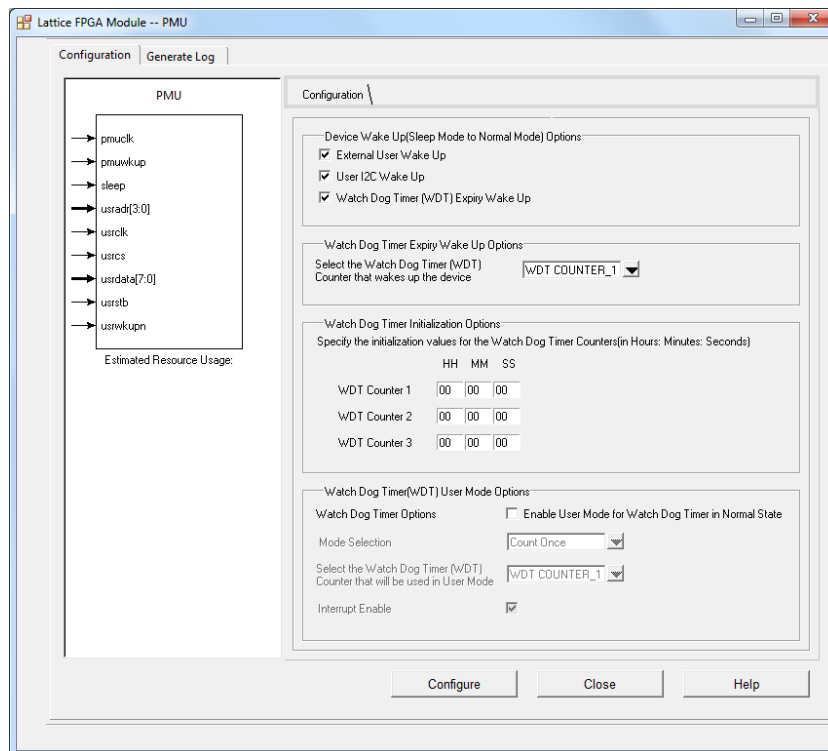 Lattice FPGA Module -- PMU
Configuration
Generate Log
PMU
pmuclk
pmuwkup
sleep
usradr[3:0]
usrclk
usrcs
usrdata[7:0]
usrstb
usrwkupn
Estimated Resource Usage:
Configuration
Device Wake Up(Sleep Mode to Normal Mode) Options
External User Wake Up
User I2C Wake Up
Watch Dog Timer (WDT) Expiry Wake Up
Watch Dog Timer Expiry Wake Up Options
Select the Watch Dog Timer (WDT)
Counter that wakes up the device
WDT COUNTER_1
Watch Dog Timer Initialization Options
Specify the initialization values for the Watch Dog Timer Counters(in Hours: Minutes: Seconds)
HH MM SS
WDT Counter 1 00 00 00
WDT Counter 2 00 00 00
WDT Counter 3 00 00 00
Watch Dog Timer(WDT) User Mode Options
Watch Dog Timer Options Enable User Mode for Watch Dog Timer in Normal State
Mode Selection Count Once
Select the Watch Dog Timer (WDT)
Counter that will be used in User Mode
WDT COUNTER_1
Interrupt Enable
Configure Close Help